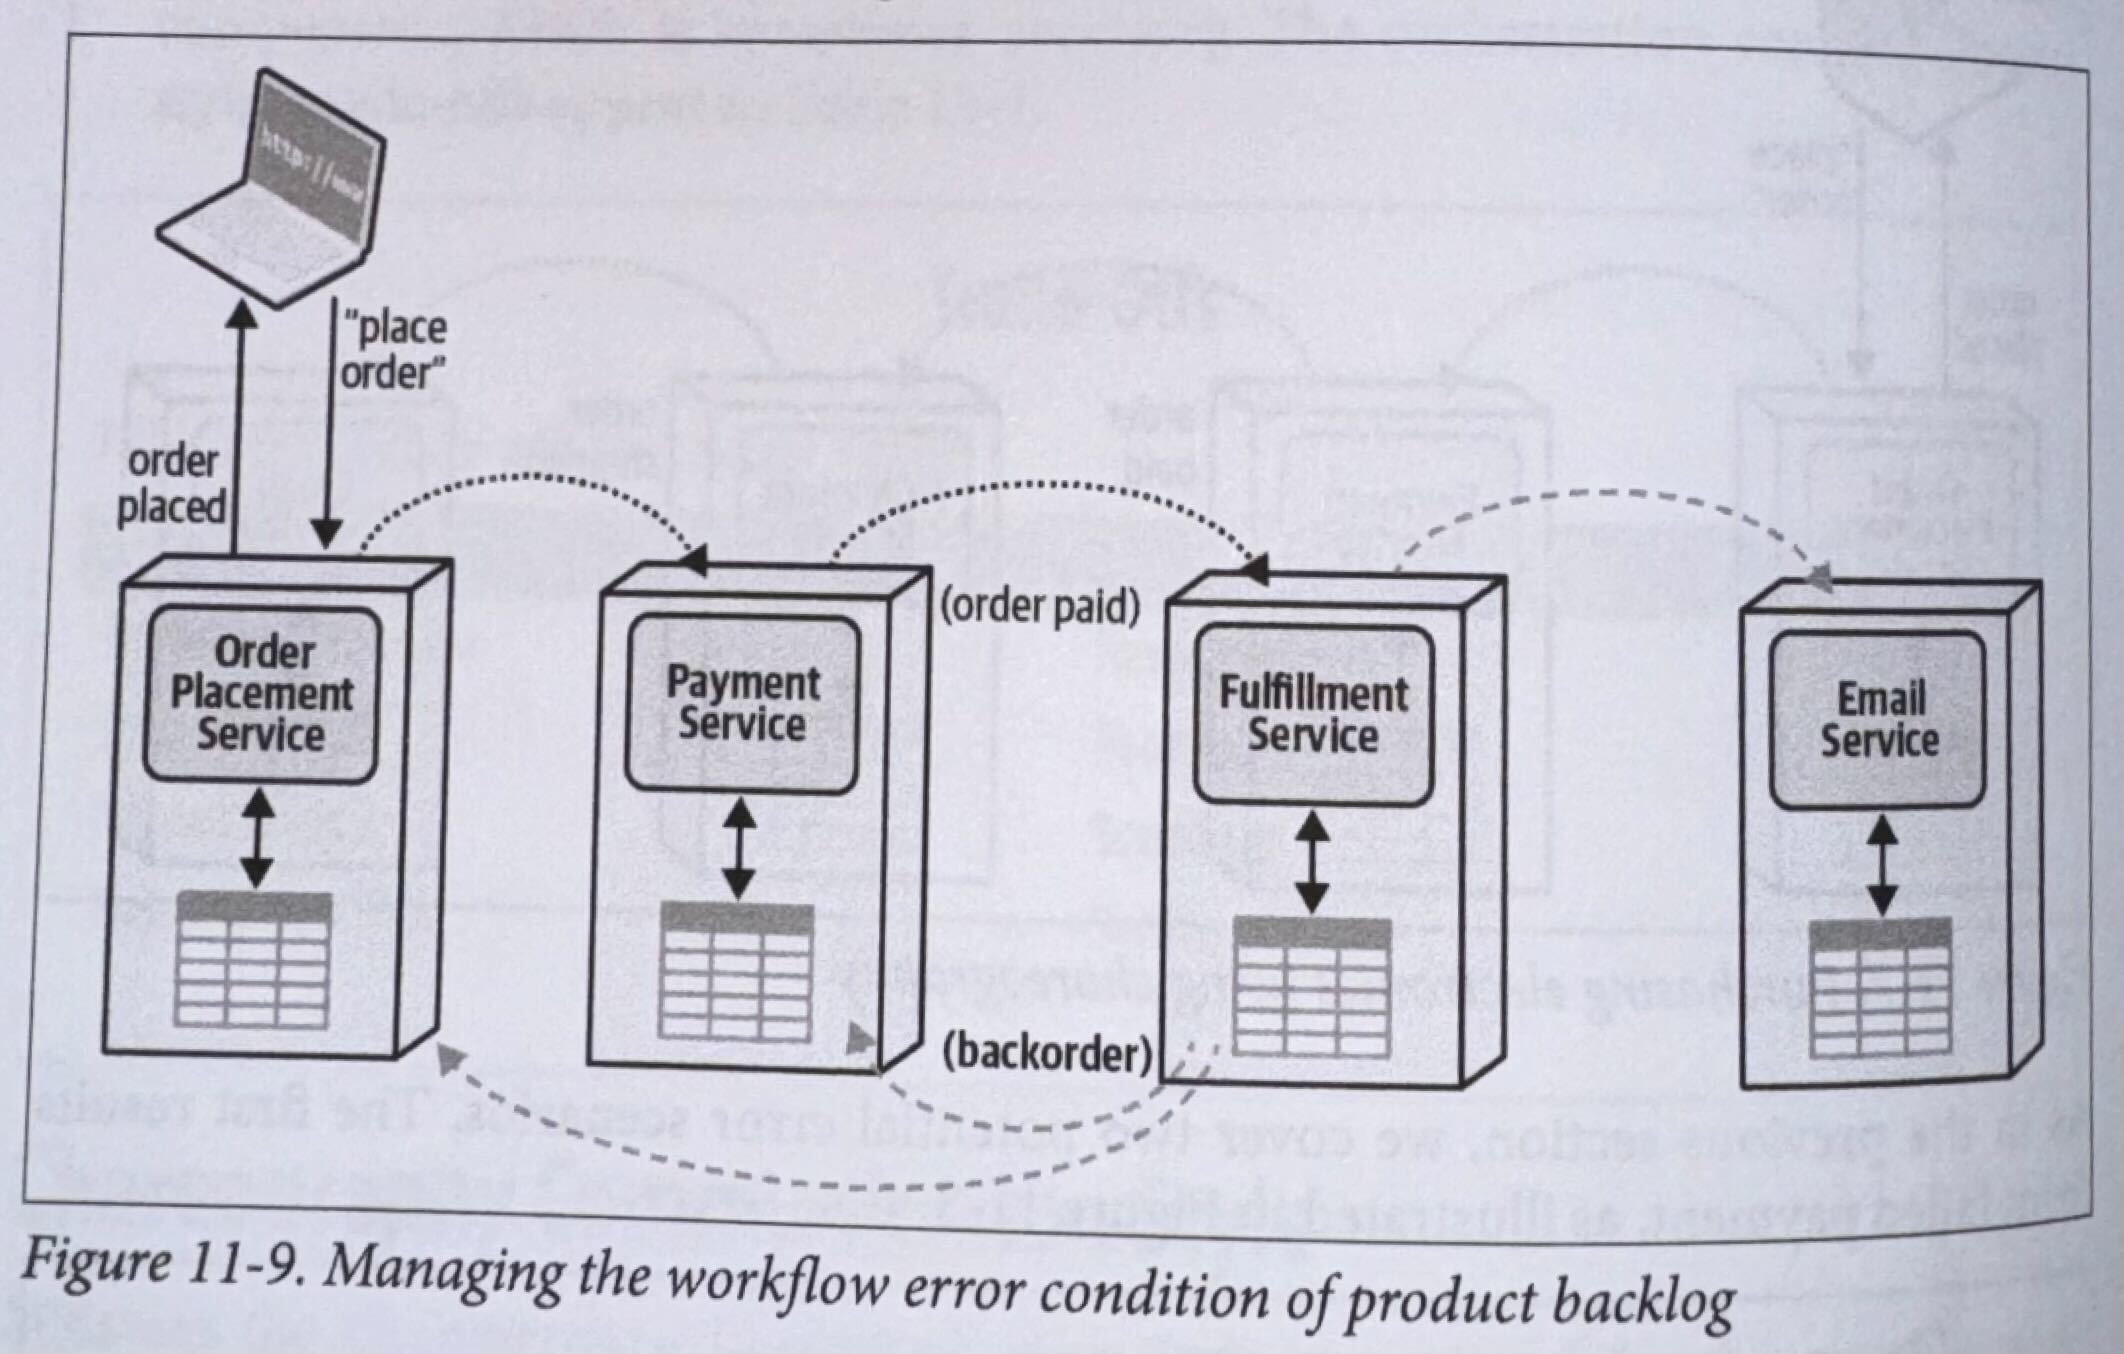 http://www
"place
order"
order
placed
(order paid)
Order
Placement
Service
Payment
Service
Fulfillment
Service
Email
Service
(backorder)
Figure 11-9. Managing the workflow error condition of product backlog